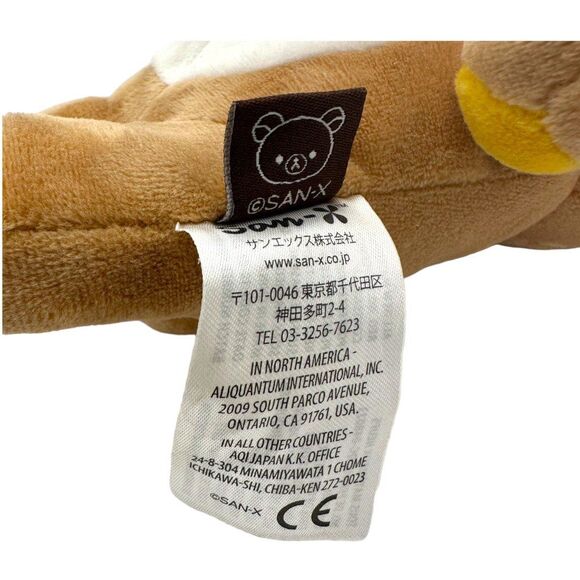 ©SAN-X
San-X
サンエックス株式会社
www.san-x.co.jp
〒101-0046 東京都千代田区
神田多町2-4
TEL 03-3256-7623
IN NORTH AMERICA -
ALIQUANTUM INTERNATIONAL, INC.
2009 SOUTH PARCO AVENUE,
ONTARIO, CA 91761, USA.
IN ALL OTHER COUNTRIES -
AQI JAPAN K.K. OFFICE
24-8-304 MINAMIYAWATA 1 CHOME
ICHIKAWA-SHI, CHIBA-KEN 272-0023
©SAN-X CE